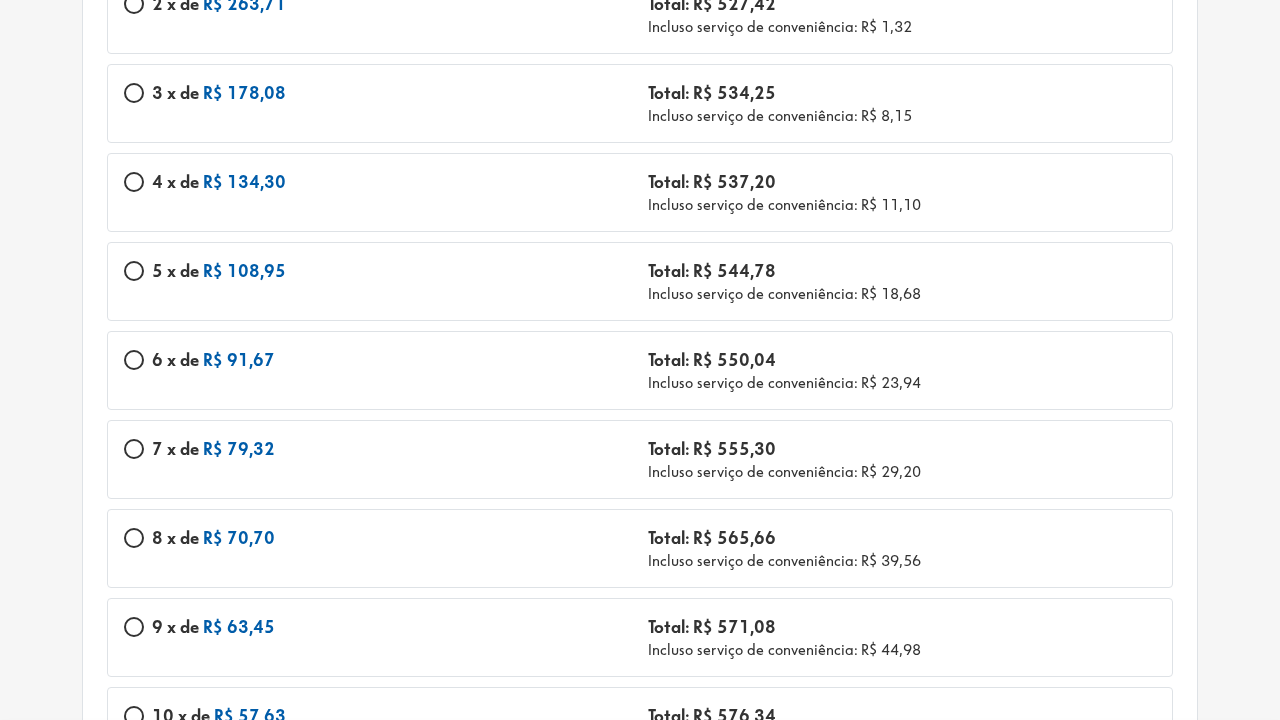 2 x de R$ 263,71
Total: R$ 527,42
Incluso serviço de conveniência: R$ 1,32
3 x de R$ 178,08
Total: R$ 534,25
Incluso serviço de conveniência: R$ 8,15
4 x de R$ 134,30
Total: R$ 537,20
Incluso serviço de conveniência: R$ 11,10
5 x de R$ 108,95
Total: R$ 544,78
Incluso serviço de conveniência: R$ 18,68
6 x de R$ 91,67
Total: R$ 550,04
Incluso serviço de conveniência: R$ 23,94
7 x de R$ 79,32
Total: R$ 555,30
Incluso serviço de conveniência: R$ 29,20
8 x de R$ 70,70
Total: R$ 565,66
Incluso serviço de conveniência: R$ 39,56
9 x de R$ 63,45
Total: R$ 571,08
Incluso serviço de conveniência: R$ 44,98
10 x de R$ 57,63
Total: R$ 576,34